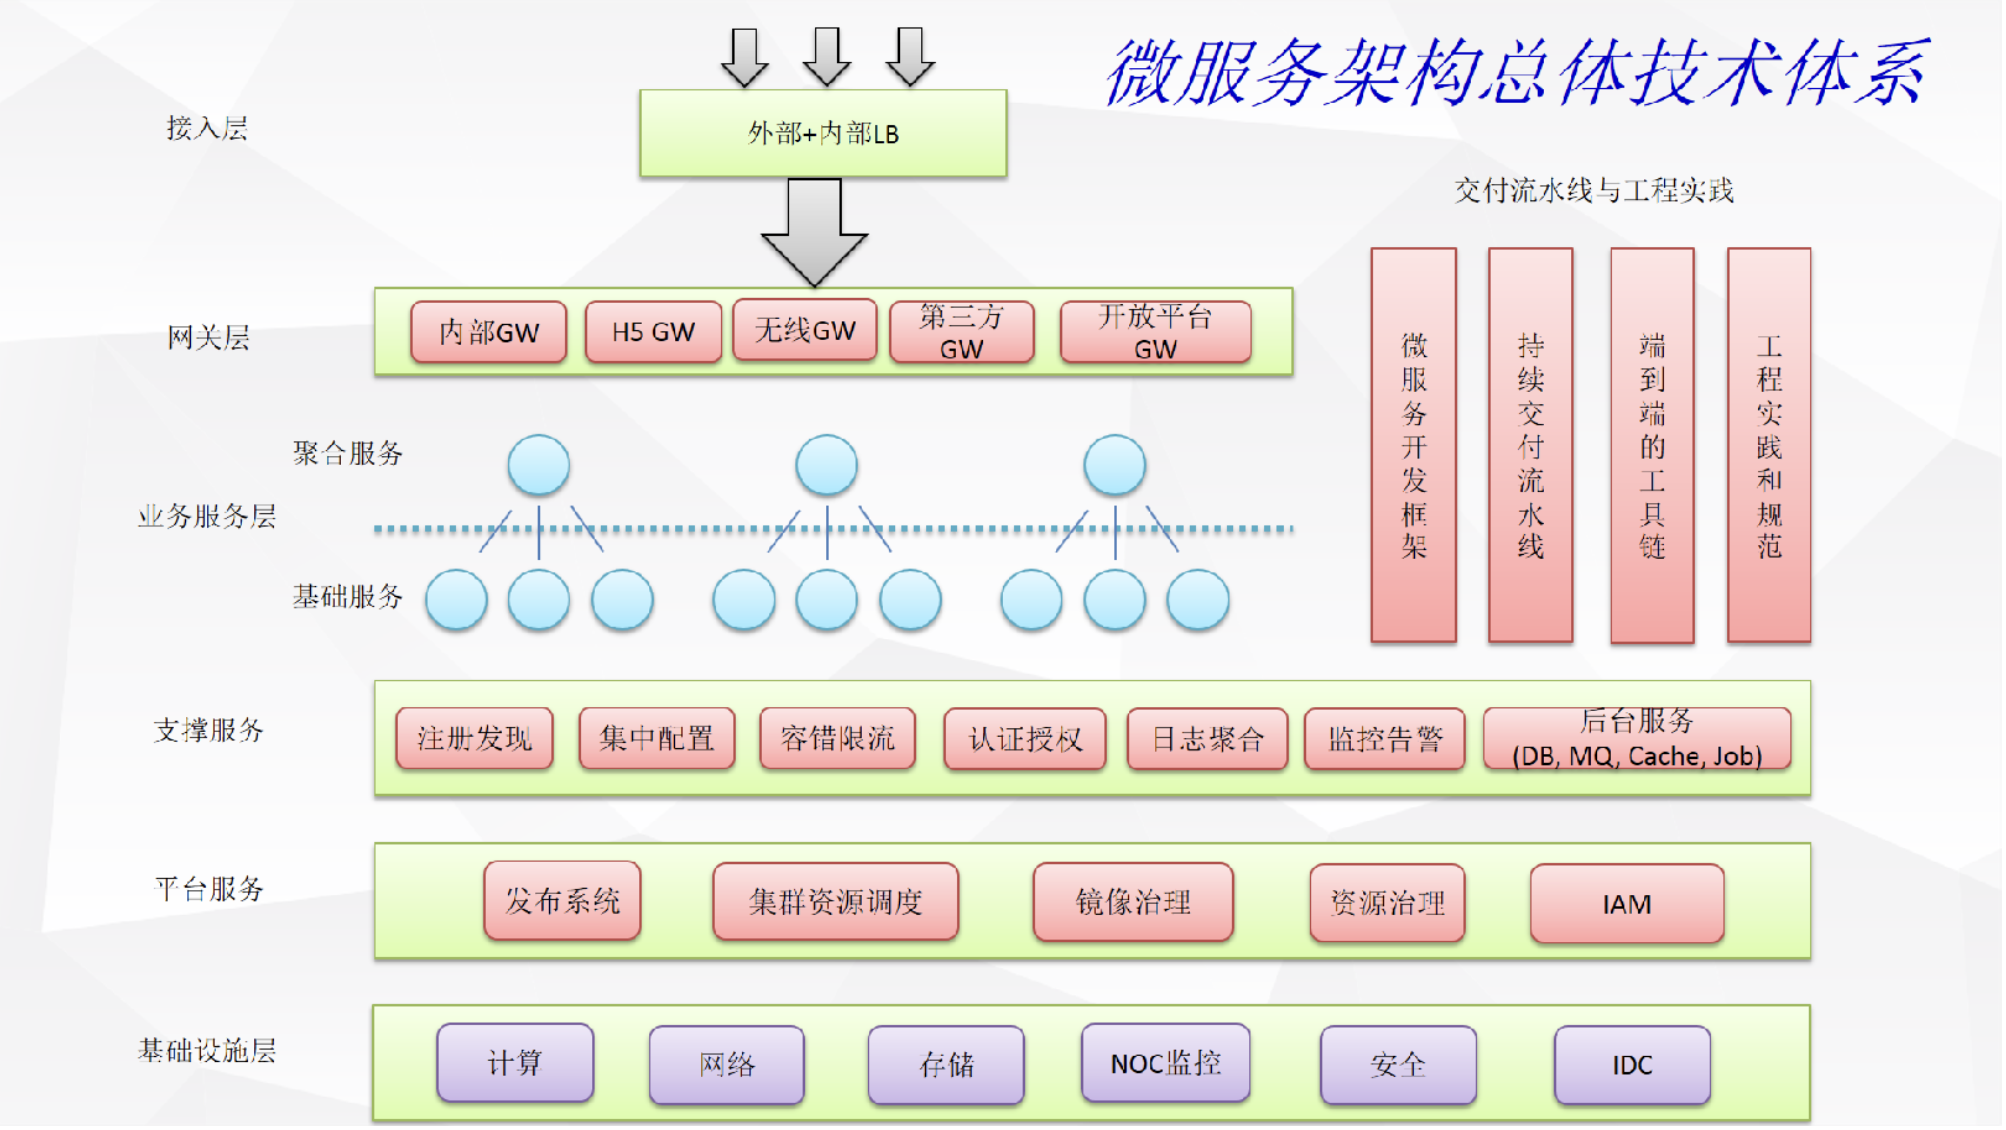 微服务架构总体技术体系
接入层
外部+内部LB
交付流水线与工程实践
网关层
内部GW
H5 GW
无线GW
第三方
GW
开放平台
GW
微服务开发框架
持续交付流水线
端到端的工具链
工程实践和规范
聚合服务
业务服务层
基础服务
支撑服务
注册发现
集中配置
容错限流
认证授权
日志聚合
监控告警
后台服务
(DB, MQ, Cache, Job)
平台服务
发布系统
集群资源调度
镜像治理
资源治理
IAM
基础设施层
计算
网络
存储
NOC监控
安全
IDC